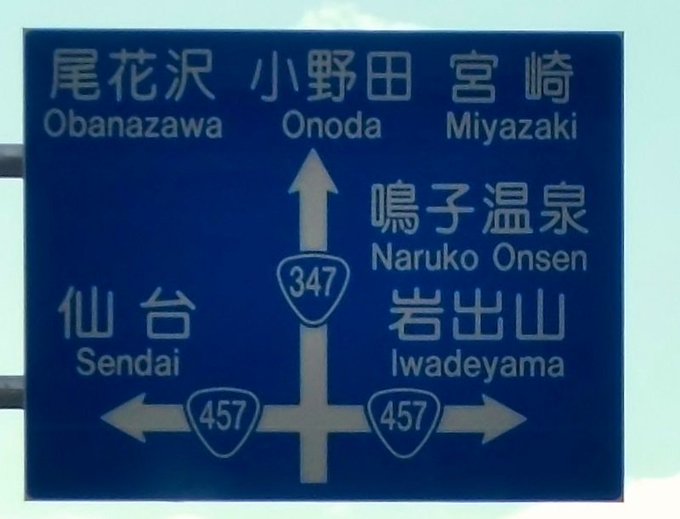 尾花沢 小野田 宮崎
Obanazawa Onoda Miyazaki
鳴子温泉
Naruko Onsen
347
仙台 岩出山
Sendai Iwadeyama
457 457